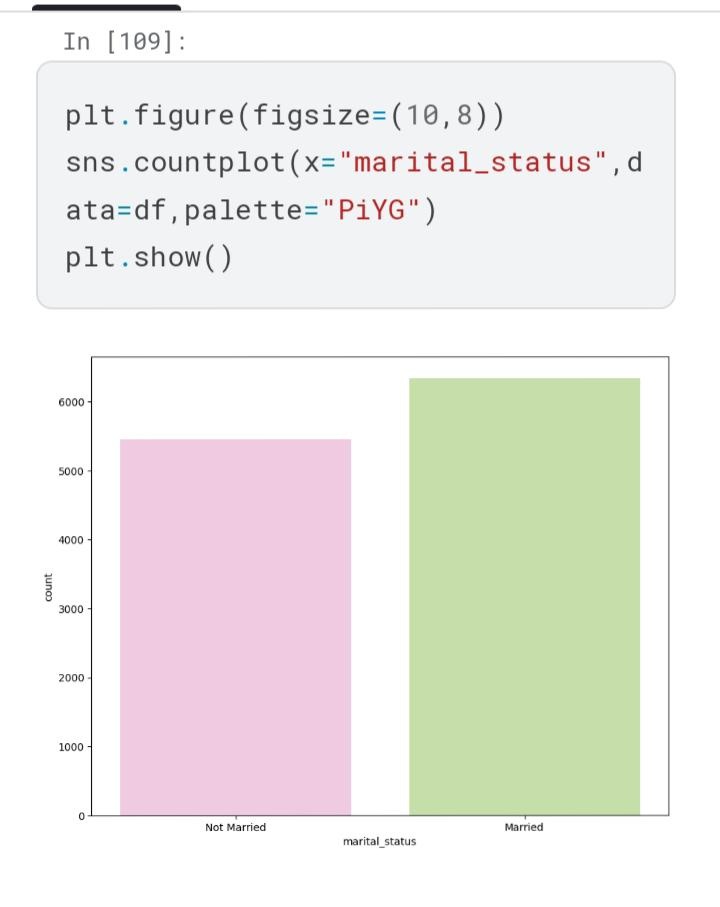 In [109]:
plt.figure(figsize=(10,8))
sns.countplot(x="marital_status",d
ata=df,palette="PiYG")
plt.show()
6000
5000
4000
3000
2000
1000
0
count
Not Married
Married
marital_status